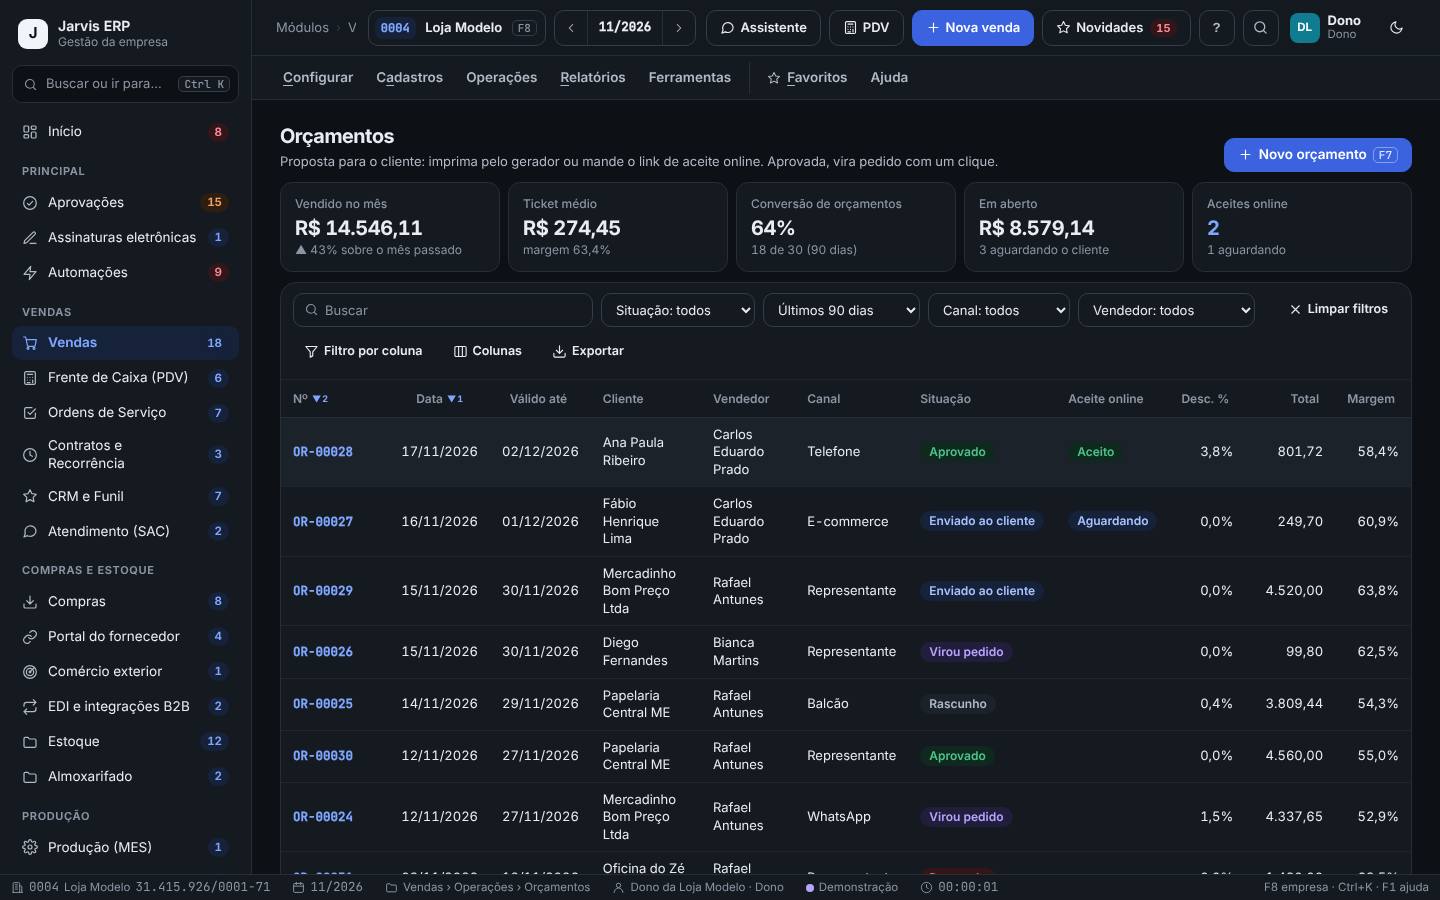 J
Jarvis ERP
Gestão da empresa
Buscar ou ir para... Ctrl K
Início 8
PRINCIPAL
Aprovações 15
Assinaturas eletrônicas 1
Automações 9
VENDAS
Vendas 18
Frente de Caixa (PDV) 6
Ordens de Serviço 7
Contratos e
Recorrência 3
CRM e Funil 7
Atendimento (SAC) 2
COMPRAS E ESTOQUE
Compras 8
Portal do fornecedor 4
Comércio exterior 1
EDI e integrações B2B 2
Estoque 12
Almoxarifado 2
PRODUÇÃO
Produção (MES) 1
Módulos › V
0004 Loja Modelo F8
‹ 11/2026 ›
Assistente
PDV
+ Nova venda
Novidades 15
?
DL
Dono
Dono
Configurar Cadastros Operações Relatórios Ferramentas Favoritos Ajuda
Orçamentos
Proposta para o cliente: imprima pelo gerador ou mande o link de aceite online. Aprovada, vira pedido com um clique.
+ Novo orçamento F7
Vendido no mês
R$ 14.546,11
▲ 43% sobre o mês passado
Ticket médio
R$ 274,45
margem 63,4%
Conversão de orçamentos
64%
18 de 30 (90 dias)
Em aberto
R$ 8.579,14
3 aguardando o cliente
Aceites online
2
1 aguardando
Buscar
Situação: todos
Últimos 90 dias
Canal: todos
Vendedor: todos
Limpar filtros
Filtro por coluna
Colunas
Exportar
Nº ▼2 Data ▼1 Válido até Cliente Vendedor Canal Situação Aceite online Desc. % Total Margem
OR-00028 17/11/2026 02/12/2026 Ana Paula Ribeiro Carlos Eduardo Prado Telefone Aprovado Aceito 3,8% 801,72 58,4%
OR-00027 16/11/2026 01/12/2026 Fábio Henrique Lima Carlos Eduardo Prado E-commerce Enviado ao cliente Aguardando 0,0% 249,70 60,9%
OR-00029 15/11/2026 30/11/2026 Mercadinho Bom Preço Ltda Rafael Antunes Representante Enviado ao cliente 0,0% 4.520,00 63,8%
OR-00026 15/11/2026 30/11/2026 Diego Fernandes Bianca Martins Representante Virou pedido 0,0% 99,80 62,5%
OR-00025 14/11/2026 29/11/2026 Papelaria Central ME Rafael Antunes Balcão Rascunho 0,4% 3.809,44 54,3%
OR-00030 12/11/2026 27/11/2026 Papelaria Central ME Rafael Antunes Representante Aprovado 0,0% 4.560,00 55,0%
OR-00024 12/11/2026 27/11/2026 Mercadinho Bom Preço Ltda Rafael Antunes WhatsApp Virou pedido 1,5% 4.337,65 52,9%
Oficina do Zé Rafael
0004 Loja Modelo 31.415.926/0001-71 11/2026 Vendas › Operações › Orçamentos Dono da Loja Modelo · Dono Demonstração 00:00:01 F8 empresa · Ctrl+K · F1 ajuda